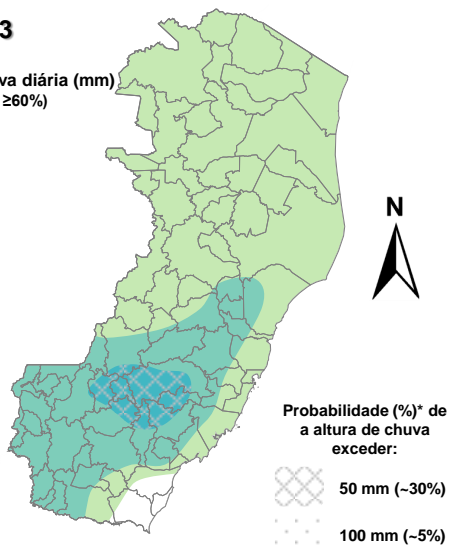 3
va diária (mm)
≥60%)
N
Probabilidade (%)* de
a altura de chuva
exceder:
50 mm (~30%)
100 mm (~5%)